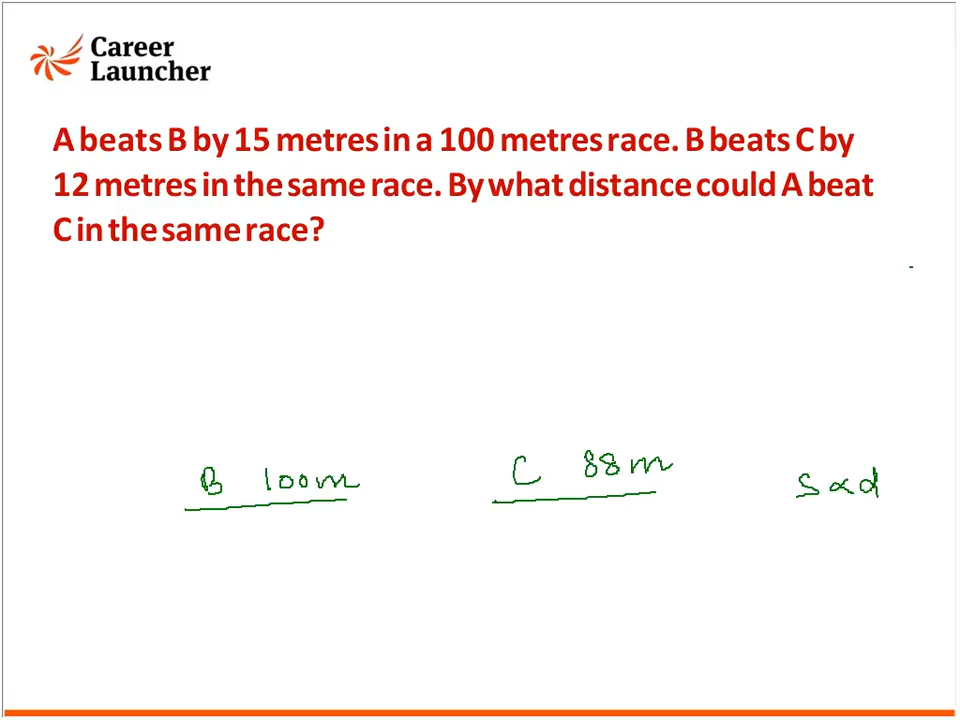 Career
Launcher
A beats B by 15 metres in a 100 metres race. B beats C by
12 metres in the same race. By what distance could A beat
C in the same race?
B 100m C 88m S α d